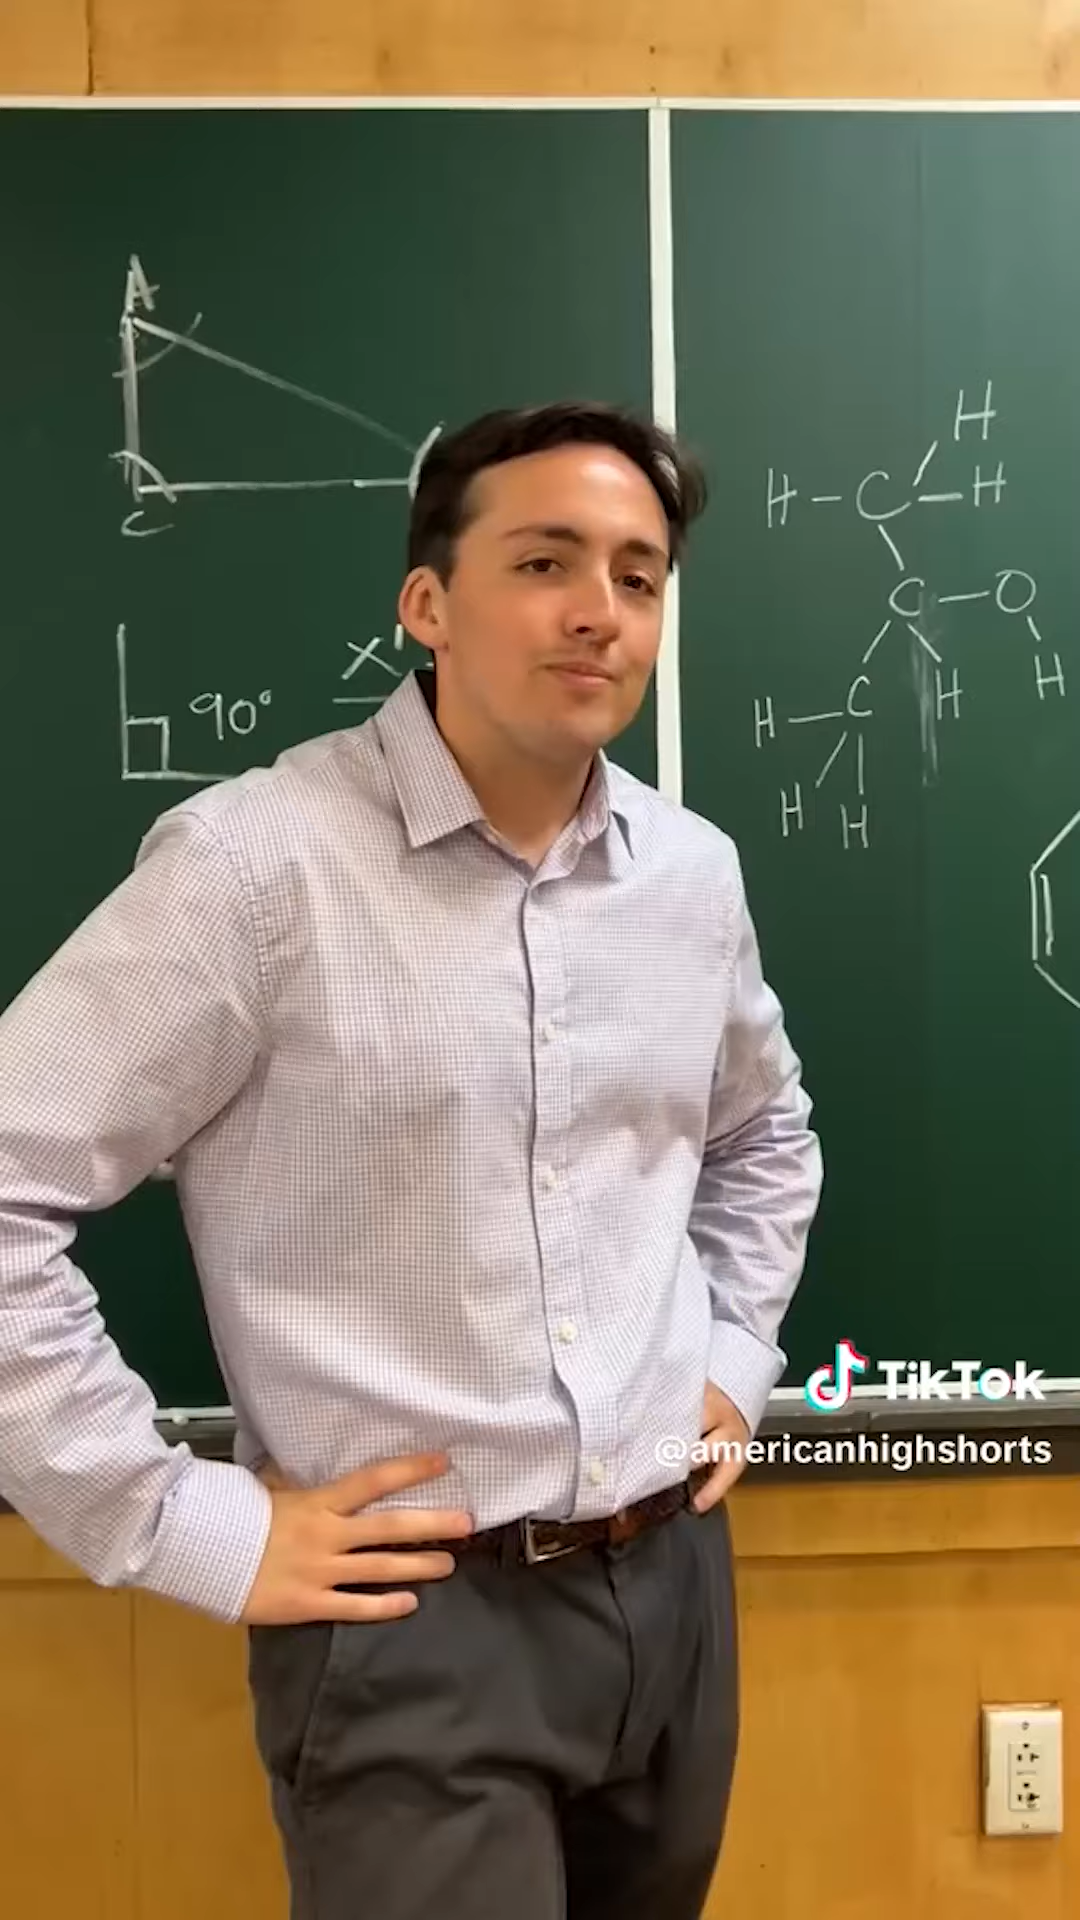 A
C
90°
X'
H
H - C - H
C - O
C H H
H
H H
TikTok
@americanhighshorts